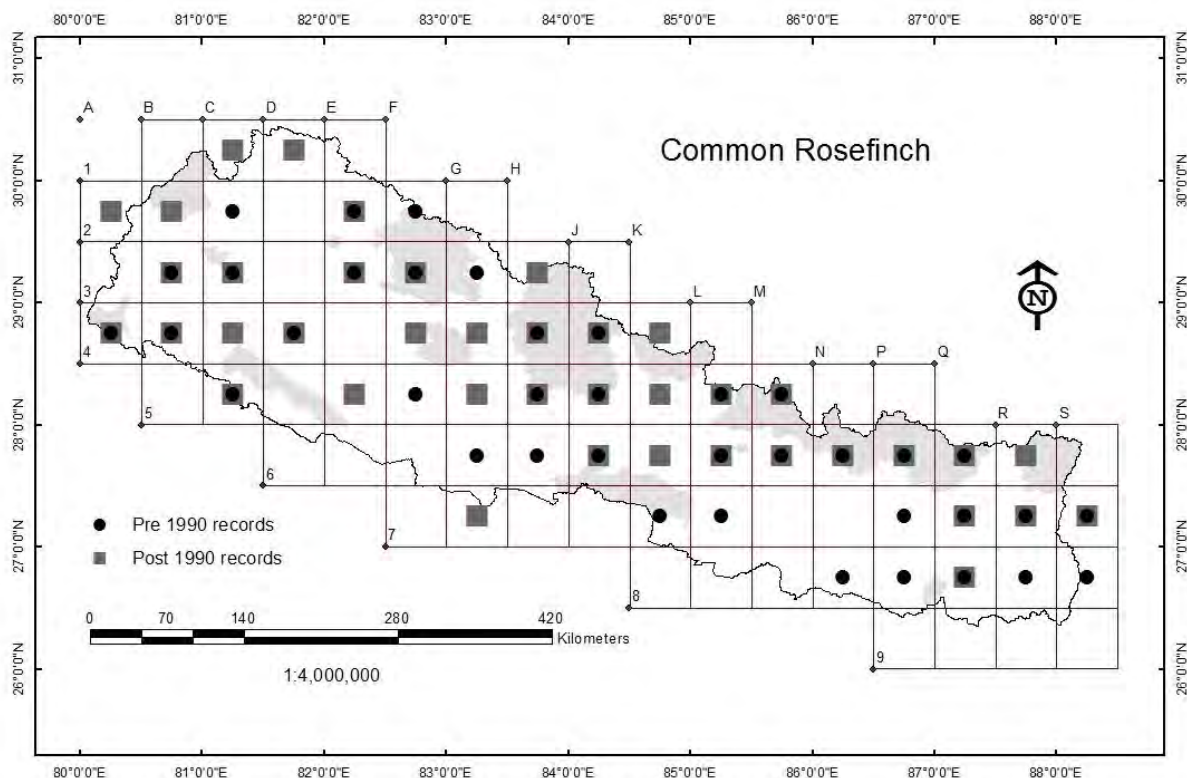 80°0'0"E 81°0'0"E 82°0'0"E 83°0'0"E 84°0'0"E 85°0'0"E 86°0'0"E 87°0'0"E 88°0'0"E
31°0'0"N 31°0'0"N
A B C D E F
Common Rosefinch
30°0'0"N 1 G H 30°0'0"N
2 J K
29°0'0"N 3 L M N 29°0'0"N
4 N P Q
28°0'0"N 5 R S 28°0'0"N
6
Pre 1990 records
27°0'0"N 7 27°0'0"N
Post 1990 records
8
0 70 140 280 420
Kilometers
26°0'0"N 9 26°0'0"N
1:4,000,000
80°0'0"E 81°0'0"E 82°0'0"E 83°0'0"E 84°0'0"E 85°0'0"E 86°0'0"E 87°0'0"E 88°0'0"E